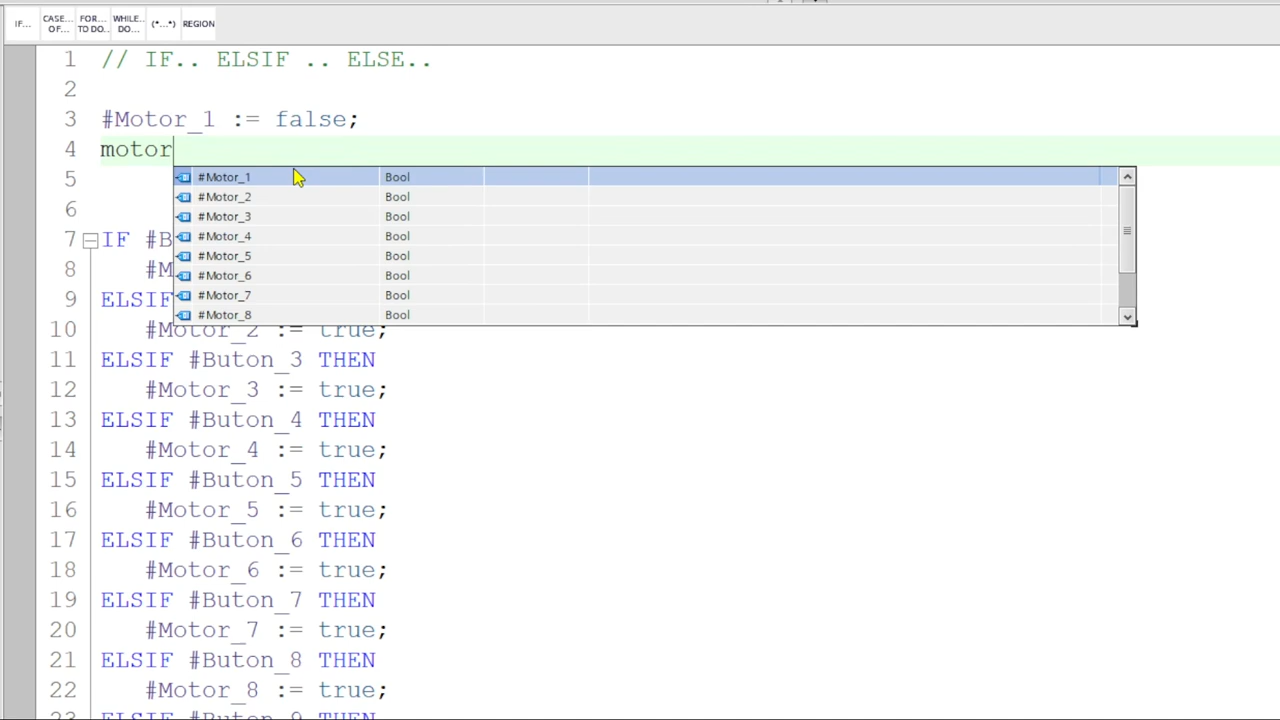 IF... CASE... OF... FOR... TO DO.. WHILE.. DO... (*...*) REGION
1 // IF.. ELSIF .. ELSE..
2
3 #Motor_1 := false;
4 motor
#Motor_1 Bool
5
#Motor_2 Bool
#Motor_3 Bool
6
#Motor_4 Bool
7 IF #B
#Motor_5 Bool
8 #M
#Motor_6 Bool
#Motor_7 Bool
9 ELSIF
#Motor_8 Bool
10 #Motor_2 := true;
11 ELSIF #Buton_3 THEN
12 #Motor_3 := true;
13 ELSIF #Buton_4 THEN
14 #Motor_4 := true;
15 ELSIF #Buton_5 THEN
16 #Motor_5 := true;
17 ELSIF #Buton_6 THEN
18 #Motor_6 := true;
19 ELSIF #Buton_7 THEN
20 #Motor_7 := true;
21 ELSIF #Buton_8 THEN
22 #Motor_8 := true;
23 ELSIF #Buton_9 THEN